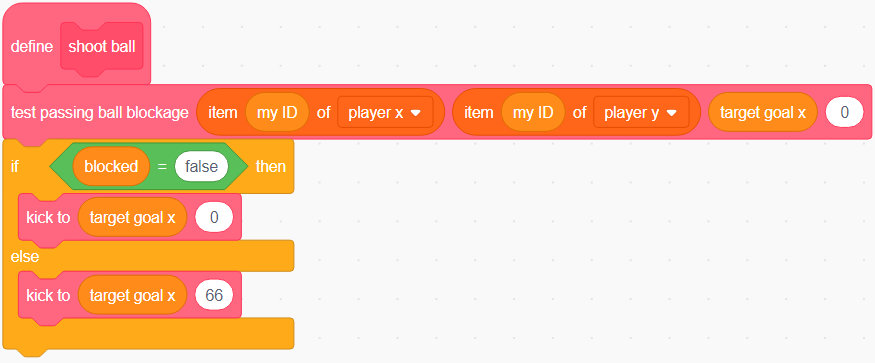 define shoot ball
test passing ball blockage item my ID of player x item my ID of player y target goal x 0
if blocked = false then
kick to target goal x 0
else
kick to target goal x 66